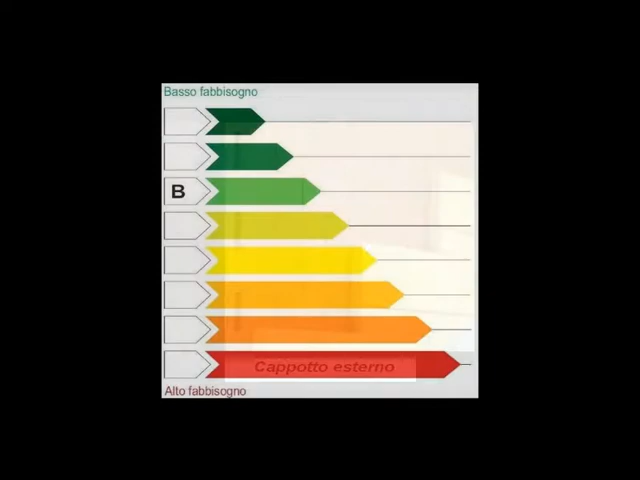 Basso fabbisogno
B
Cappotto esterno
Alto fabbisogno